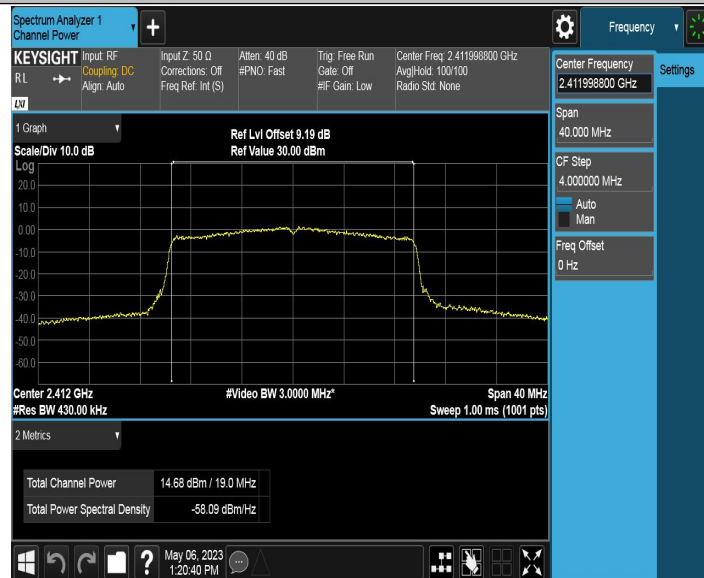 Spectrum Analyzer 1
Channel Power
+
Frequency
KEYSIGHT
RL
LXI
Input: RF
Coupling: DC
Align: Auto
Input Z: 50 Ω
Corrections: Off
Freq Ref: Int (S)
Atten: 40 dB
#PNO: Fast
Trig: Free Run
Gate: Off
#IF Gain: Low
Center Freq: 2.411998800 GHz
Avg|Hold: 100/100
Radio Std: None
Center Frequency
2.411998800 GHz
Settings
Span
40.000 MHz
CF Step
4.000000 MHz
Auto
Man
Freq Offset
0 Hz
1 Graph
Scale/Div 10.0 dB
Ref Lvl Offset 9.19 dB
Ref Value 30.00 dBm
Log
20.0
10.0
0.00
-10.0
-20.0
-30.0
-40.0
-50.0
-60.0
Center 2.412 GHz
#Res BW 430.00 kHz
#Video BW 3.0000 MHz*
Span 40 MHz
Sweep 1.00 ms (1001 pts)
2 Metrics
Total Channel Power 14.68 dBm / 19.0 MHz
Total Power Spectral Density -58.09 dBm/Hz
?
May 06, 2023
1:20:40 PM